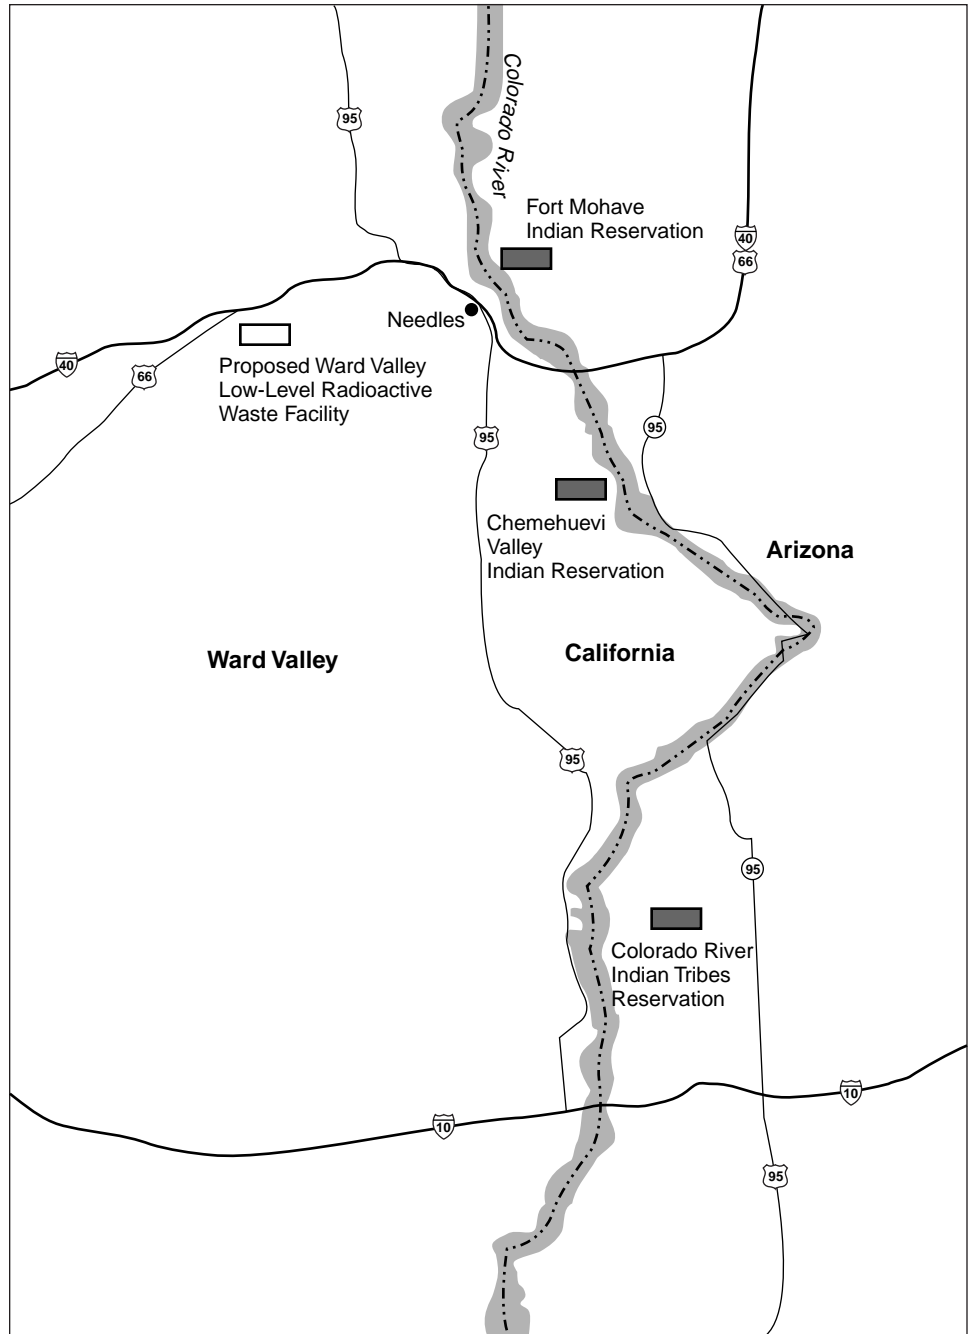 95
Colorado River
Fort Mohave
Indian Reservation
40
66
Needles
40
66
Proposed Ward Valley
Low-Level Radioactive
Waste Facility
95
95
Chemehuevi
Valley
Indian Reservation
Arizona
Ward Valley
California
95
95
Colorado River
Indian Tribes
Reservation
10
10
95